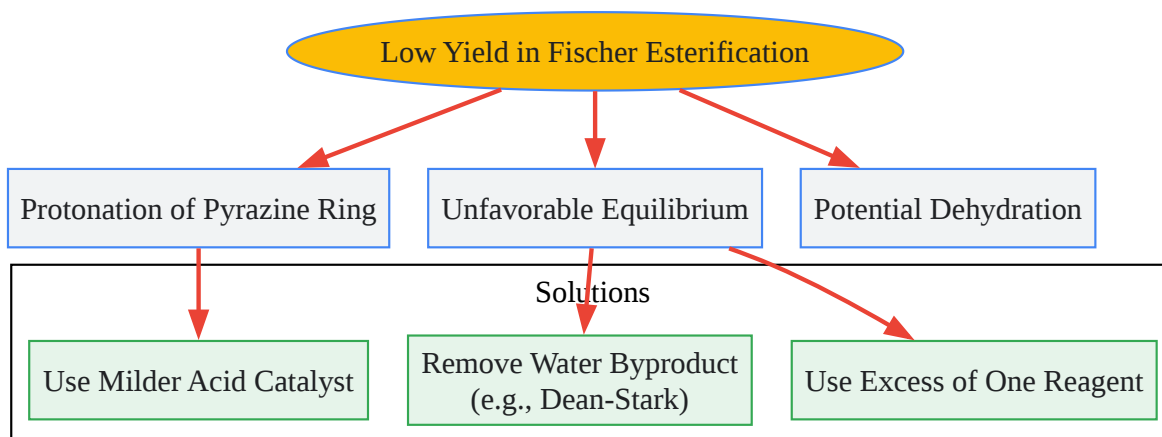 Low Yield in Fischer Esterification
Protonation of Pyrazine Ring
Unfavorable Equilibrium
Potential Dehydration
Solutions
Use Milder Acid Catalyst
Remove Water Byproduct
(e.g., Dean-Stark)
Use Excess of One Reagent